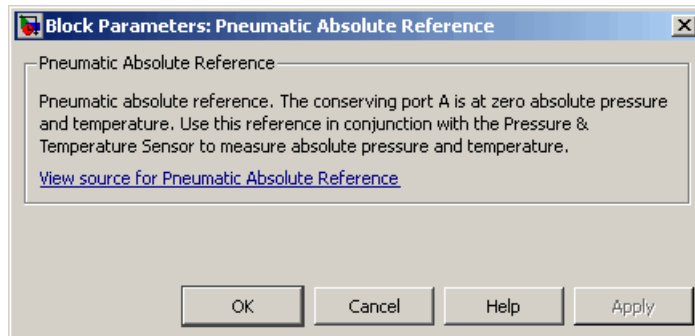 Block Parameters: Pneumatic Absolute Reference
Pneumatic Absolute Reference
Pneumatic absolute reference. The conserving port A is at zero absolute pressure
and temperature. Use this reference in conjunction with the Pressure &
Temperature Sensor to measure absolute pressure and temperature.
View source for Pneumatic Absolute Reference
OK Cancel Help Apply